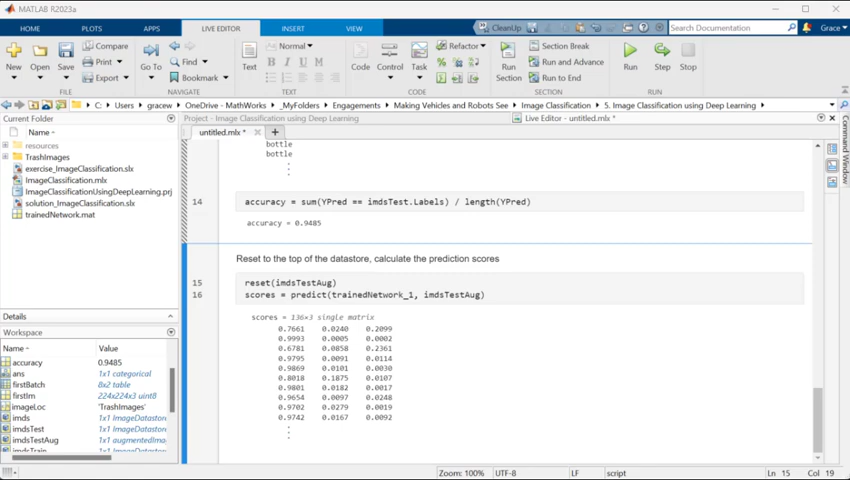 MATLAB R2023a
HOME PLOTS APPS LIVE EDITOR INSERT VIEW CleanUp Search Documentation Grace
New Open Save Compare Print Export
Go To Find Bookmark
Text Normal B I U M
Code Control Task Refactor
Run Section Section Break Run and Advance Run to End
Run Step Stop
FILE NAVIGATE TEXT CODE SECTION RUN
C: Users gracew OneDrive - MathWorks _MyFolders Engagements Making Vehicles and Robots See Image Classification 5. Image Classification using Deep Learning
Current Folder
Name
resources
TrashImages
exercise_ImageClassification.slx
ImageClassification.mlx
ImageClassificationUsingDeepLearning.prj
solution_ImageClassification.slx
trainedNetwork.mat
Details
Workspace
Name Value
accuracy 0.9485
ans 1x1 categorical
firstBatch 8x2 table
firstIm 224x224x3 uint8
imageLoc 'TrashImages'
imds 1x1 ImageDatastor
imdsTest 1x1 ImageDatastor
imdsTestAug 1x1 augmentedIma
imdsTrain 1x1 ImageDatastor
Project - Image Classification using Deep Learning Live Editor - untitled.mlx *
untitled.mlx *
bottle
bottle
14 accuracy = sum(YPred == imdsTest.Labels) / length(YPred)
accuracy = 0.9485
Reset to the top of the datastore, calculate the prediction scores
15 reset(imdsTestAug)
16 scores = predict(trainedNetwork_1, imdsTestAug)
scores = 136×3 single matrix
0.7661 0.0240 0.2099
0.9993 0.0005 0.0002
0.6781 0.0858 0.2361
0.9795 0.0091 0.0114
0.9869 0.0101 0.0030
0.8018 0.1875 0.0107
0.9801 0.0182 0.0017
0.9654 0.0097 0.0248
0.9702 0.0279 0.0019
0.9742 0.0167 0.0092
Command Window
Zoom: 100% UTF-8 LF script Ln 15 Col 19